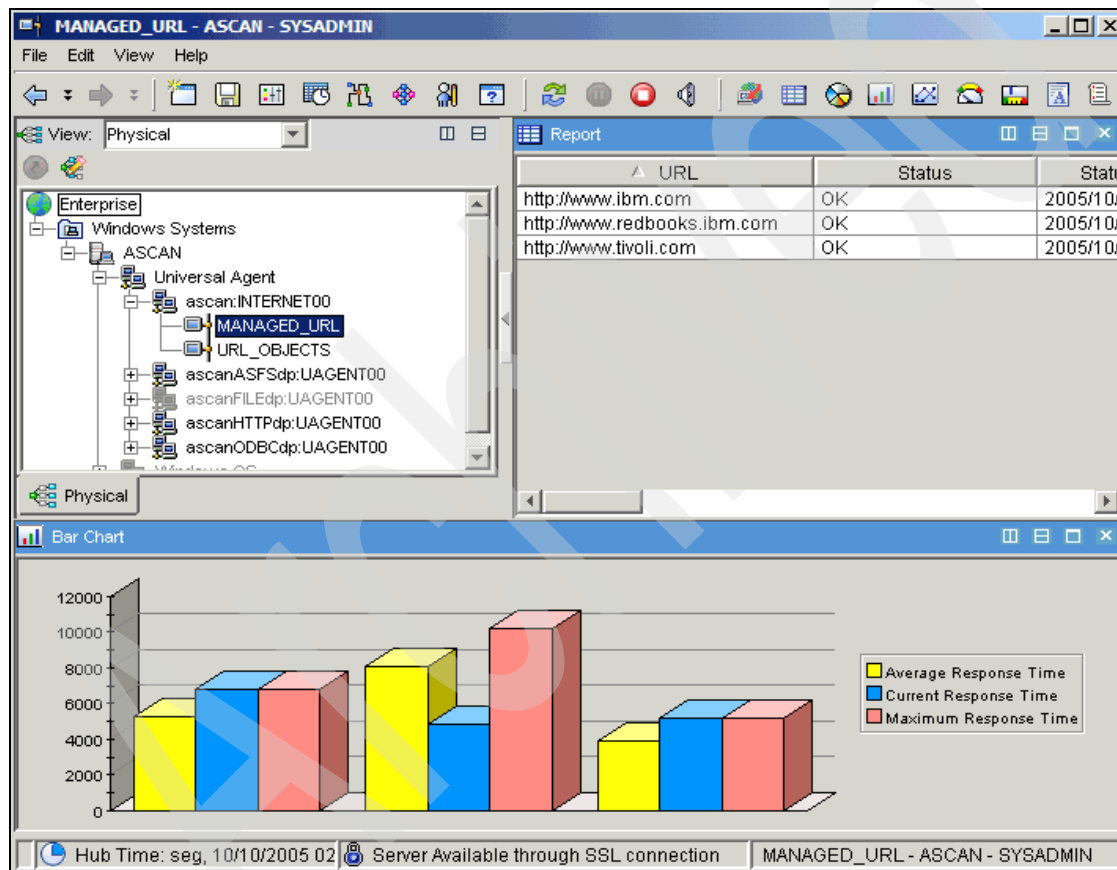 MANAGED_URL - ASCAN - SYSADMIN
File Edit View Help
View: Physical
Enterprise
Windows Systems
ASCAN
Universal Agent
ascan:INTERNET00
MANAGED_URL
URL_OBJECTS
ascanASFSdp:UAGENT00
ascanFILEdp:UAGENT00
ascanHTTPdp:UAGENT00
ascanODBCdp:UAGENT00
Physical
Report
URL Status Statu
http://www.ibm.com OK 2005/10/
http://www.redbooks.ibm.com OK 2005/10/
http://www.tivoli.com OK 2005/10/
Bar Chart
12000
10000
8000
6000
4000
2000
0
Average Response Time
Current Response Time
Maximum Response Time
Hub Time: seg, 10/10/2005 02 Server Available through SSL connection MANAGED_URL - ASCAN - SYSADMIN